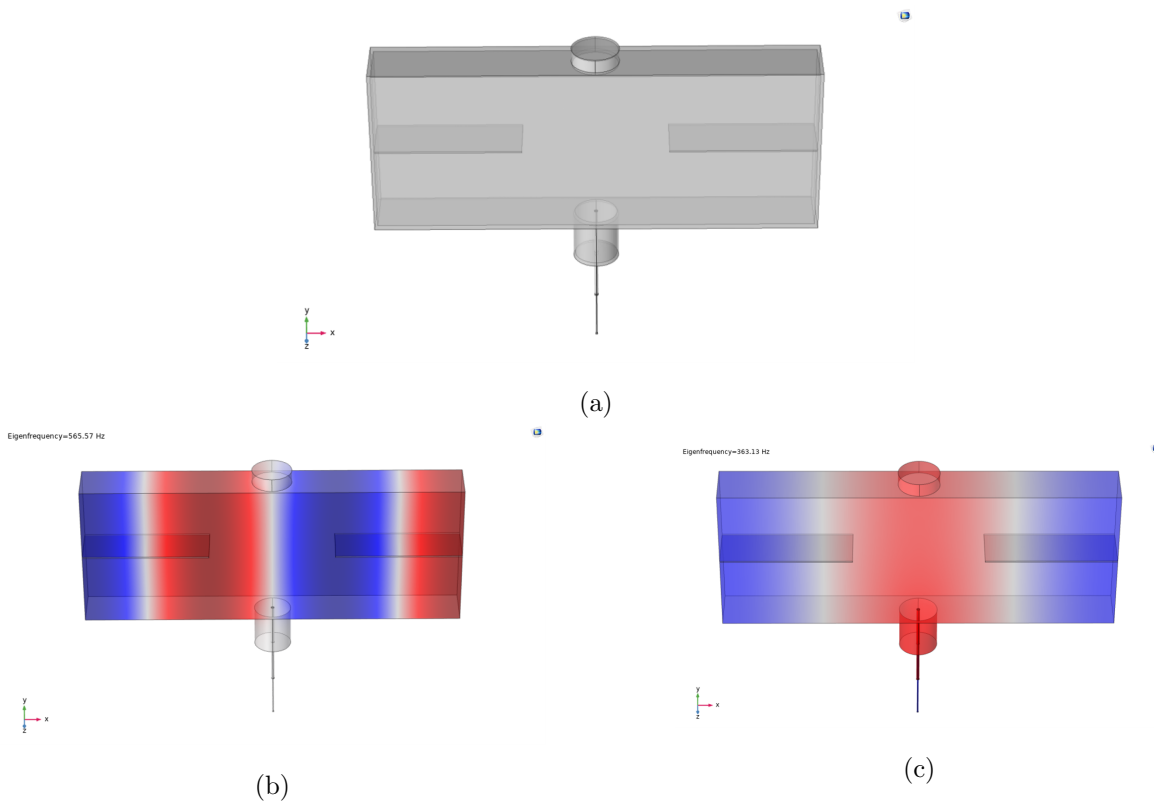 y
x
z
(a)
Eigenfrequency=565.57 Hz
Eigenfrequency=363.13 Hz
y
x
z
y
x
z
(b)
(c)